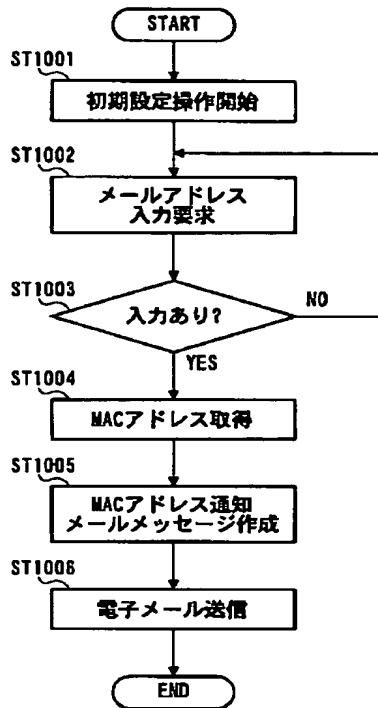 START
ST1001
初期設定操作開始
ST1002
メールアドレス
入力要求
ST1003
入力あり?
NO
YES
ST1004
MACアドレス取得
ST1005
MACアドレス通知
メールメッセージ作成
ST1006
電子メール送信
END